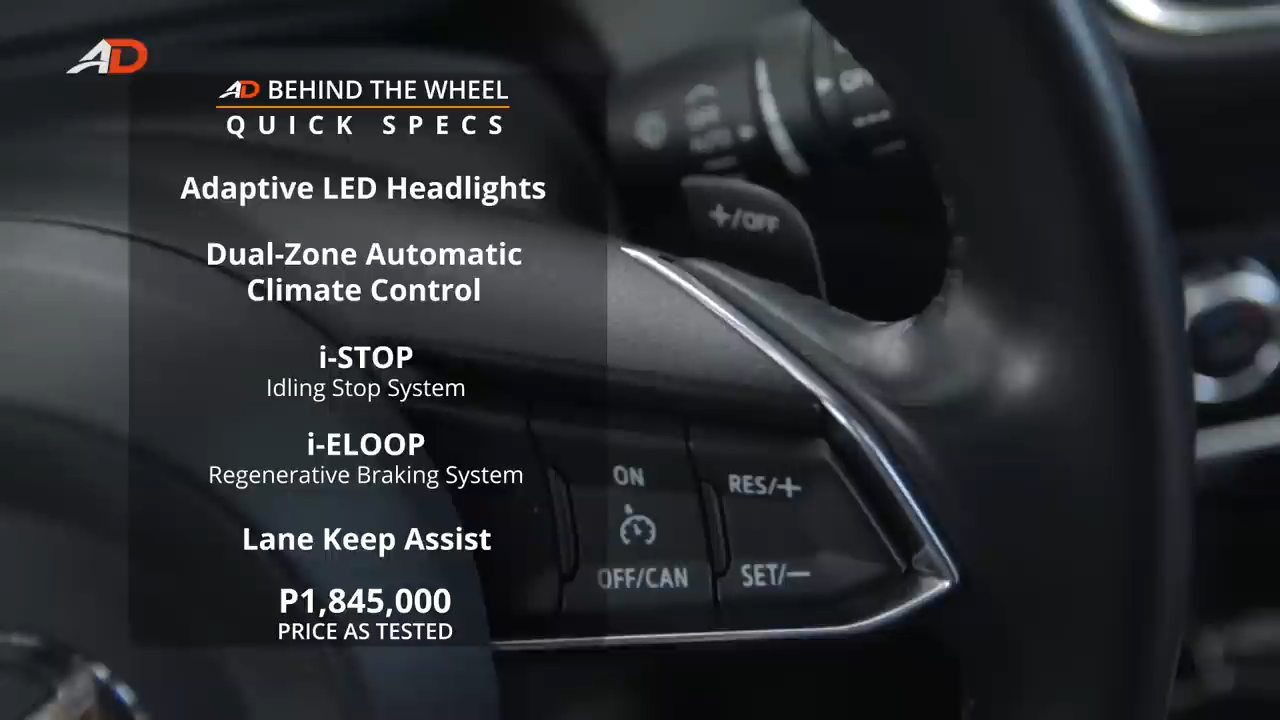 AD
AD BEHIND THE WHEEL
QUICK SPECS
Adaptive LED Headlights
Dual-Zone Automatic
Climate Control
i-STOP
Idling Stop System
i-ELOOP
Regenerative Braking System
Lane Keep Assist
P1,845,000
PRICE AS TESTED
+/OFF
ON
OFF/CAN
RES/+
SET/—